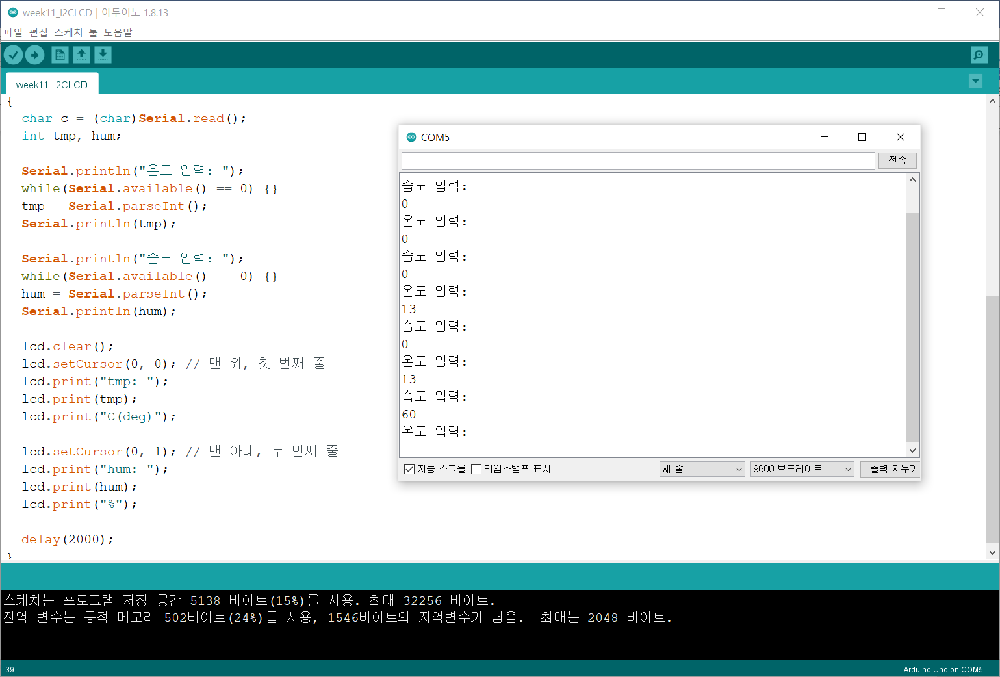 week11_I2CLCD | 아두이노 1.8.13
파일 편집 스케치 툴 도움말
week11_I2CLCD
{
char c = (char)Serial.read();
int tmp, hum;
Serial.println("온도 입력: ");
while(Serial.available() == 0) {}
tmp = Serial.parseInt();
Serial.println(tmp);
Serial.println("습도 입력: ");
while(Serial.available() == 0) {}
hum = Serial.parseInt();
Serial.println(hum);
lcd.clear();
lcd.setCursor(0, 0); // 맨 위, 첫 번째 줄
lcd.print("tmp: ");
lcd.print(tmp);
lcd.print("C(deg)");
lcd.setCursor(0, 1); // 맨 아래, 두 번째 줄
lcd.print("hum: ");
lcd.print(hum);
lcd.print("%");
delay(2000);
}
COM5
전송
습도 입력:
0
온도 입력:
0
습도 입력:
0
온도 입력:
13
습도 입력:
0
온도 입력:
13
습도 입력:
60
온도 입력:
자동 스크롤 타임스탬프 표시 새 줄 9600 보드레이트 출력 지우기
스케치는 프로그램 저장 공간 5138 바이트(15%)를 사용. 최대 32256 바이트.
전역 변수는 동적 메모리 502바이트(24%)를 사용, 1546바이트의 지역변수가 남음. 최대는 2048 바이트.
39 Arduino Uno on COM5